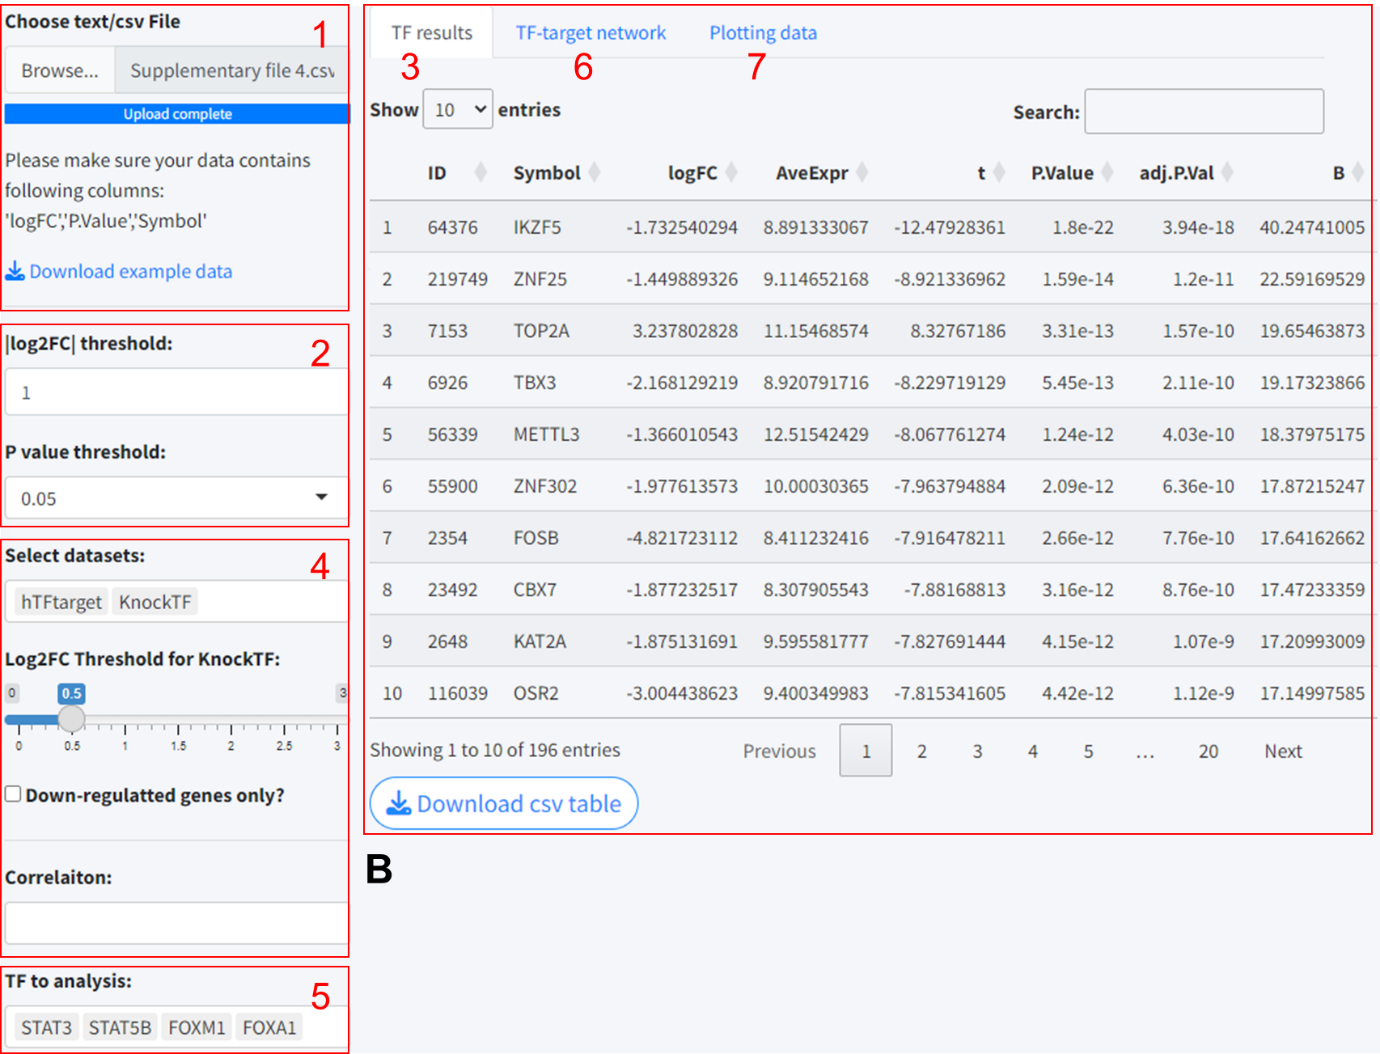 Choose text/csv File
1
Browse... Supplementary file 4.csv
Upload complete
Please make sure your data contains
following columns:
'logFC','P.Value','Symbol'
Download example data
|log2FC| threshold:
2
1
P value threshold:
0.05
Select datasets:
4
hTFtarget KnockTF
Log2FC Threshold for KnockTF:
0 0.5 3
0 0.5 1 1.5 2 2.5 3
Down-regulatted genes only?
Correlaiton:
TF to analysis:
5
STAT3 STAT5B FOXM1 FOXA1
TF results TF-target network Plotting data
3 6 7
Show 10 entries Search:
ID Symbol logFC AveExpr t P.Value adj.P.Val B
1 64376 IKZF5 -1.732540294 8.891333067 -12.47928361 1.8e-22 3.94e-18 40.24741005
2 219749 ZNF25 -1.449889326 9.114652168 -8.921336962 1.59e-14 1.2e-11 22.59169529
3 7153 TOP2A 3.237802828 11.15468574 8.32767186 3.31e-13 1.57e-10 19.65463873
4 6926 TBX3 -2.168129219 8.920791716 -8.229719129 5.45e-13 2.11e-10 19.17323866
5 56339 METTL3 -1.366010543 12.51542429 -8.067761274 1.24e-12 4.03e-10 18.37975175
6 55900 ZNF302 -1.977613573 10.00030365 -7.963794884 2.09e-12 6.36e-10 17.87215247
7 2354 FOSB -4.821723112 8.411232416 -7.916478211 2.66e-12 7.76e-10 17.64162662
8 23492 CBX7 -1.877232517 8.307905543 -7.88168813 3.16e-12 8.76e-10 17.47233359
9 2648 KAT2A -1.875131691 9.595581777 -7.827691444 4.15e-12 1.07e-9 17.20993009
10 116039 OSR2 -3.004438623 9.400349983 -7.815341605 4.42e-12 1.12e-9 17.14997585
Showing 1 to 10 of 196 entries Previous 1 2 3 4 5 ... 20 Next
Download csv table
B